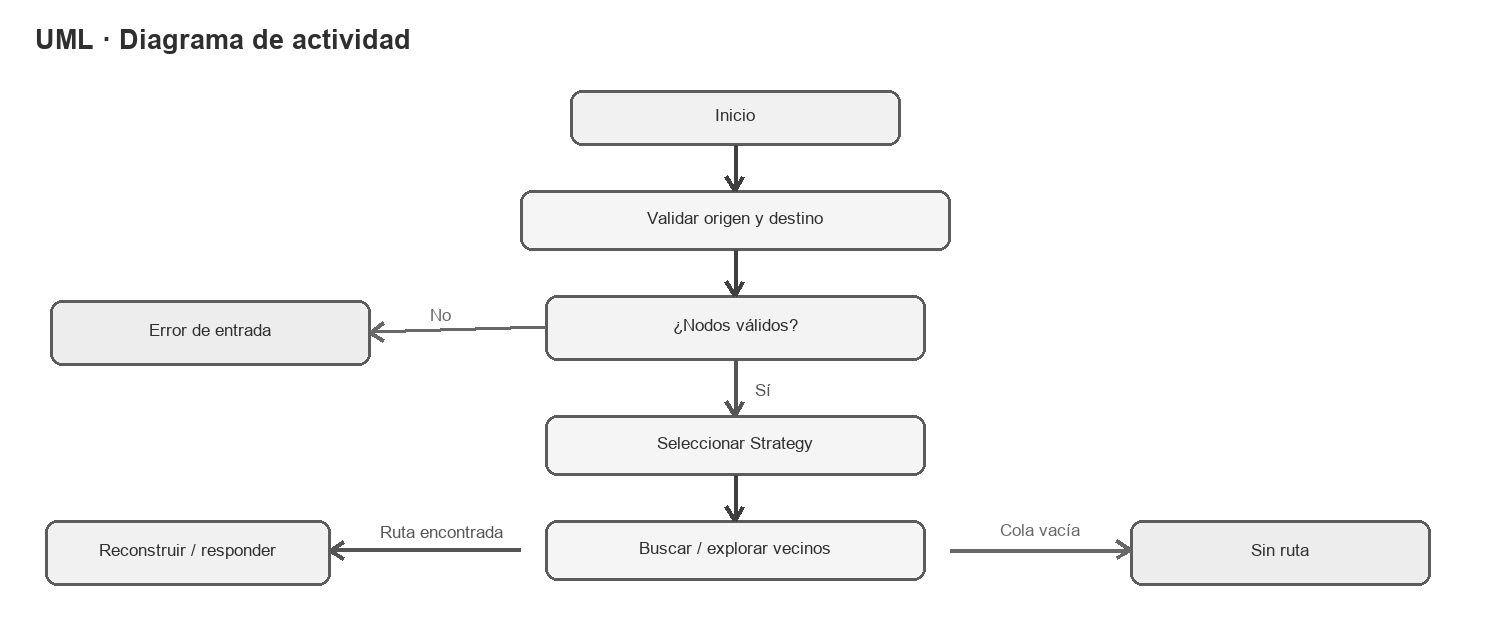 UML · Diagrama de actividad
Inicio
Validar origen y destino
¿Nodos válidos?
No
Error de entrada
Sí
Seleccionar Strategy
Buscar / explorar vecinos
Ruta encontrada
Reconstruir / responder
Cola vacía
Sin ruta